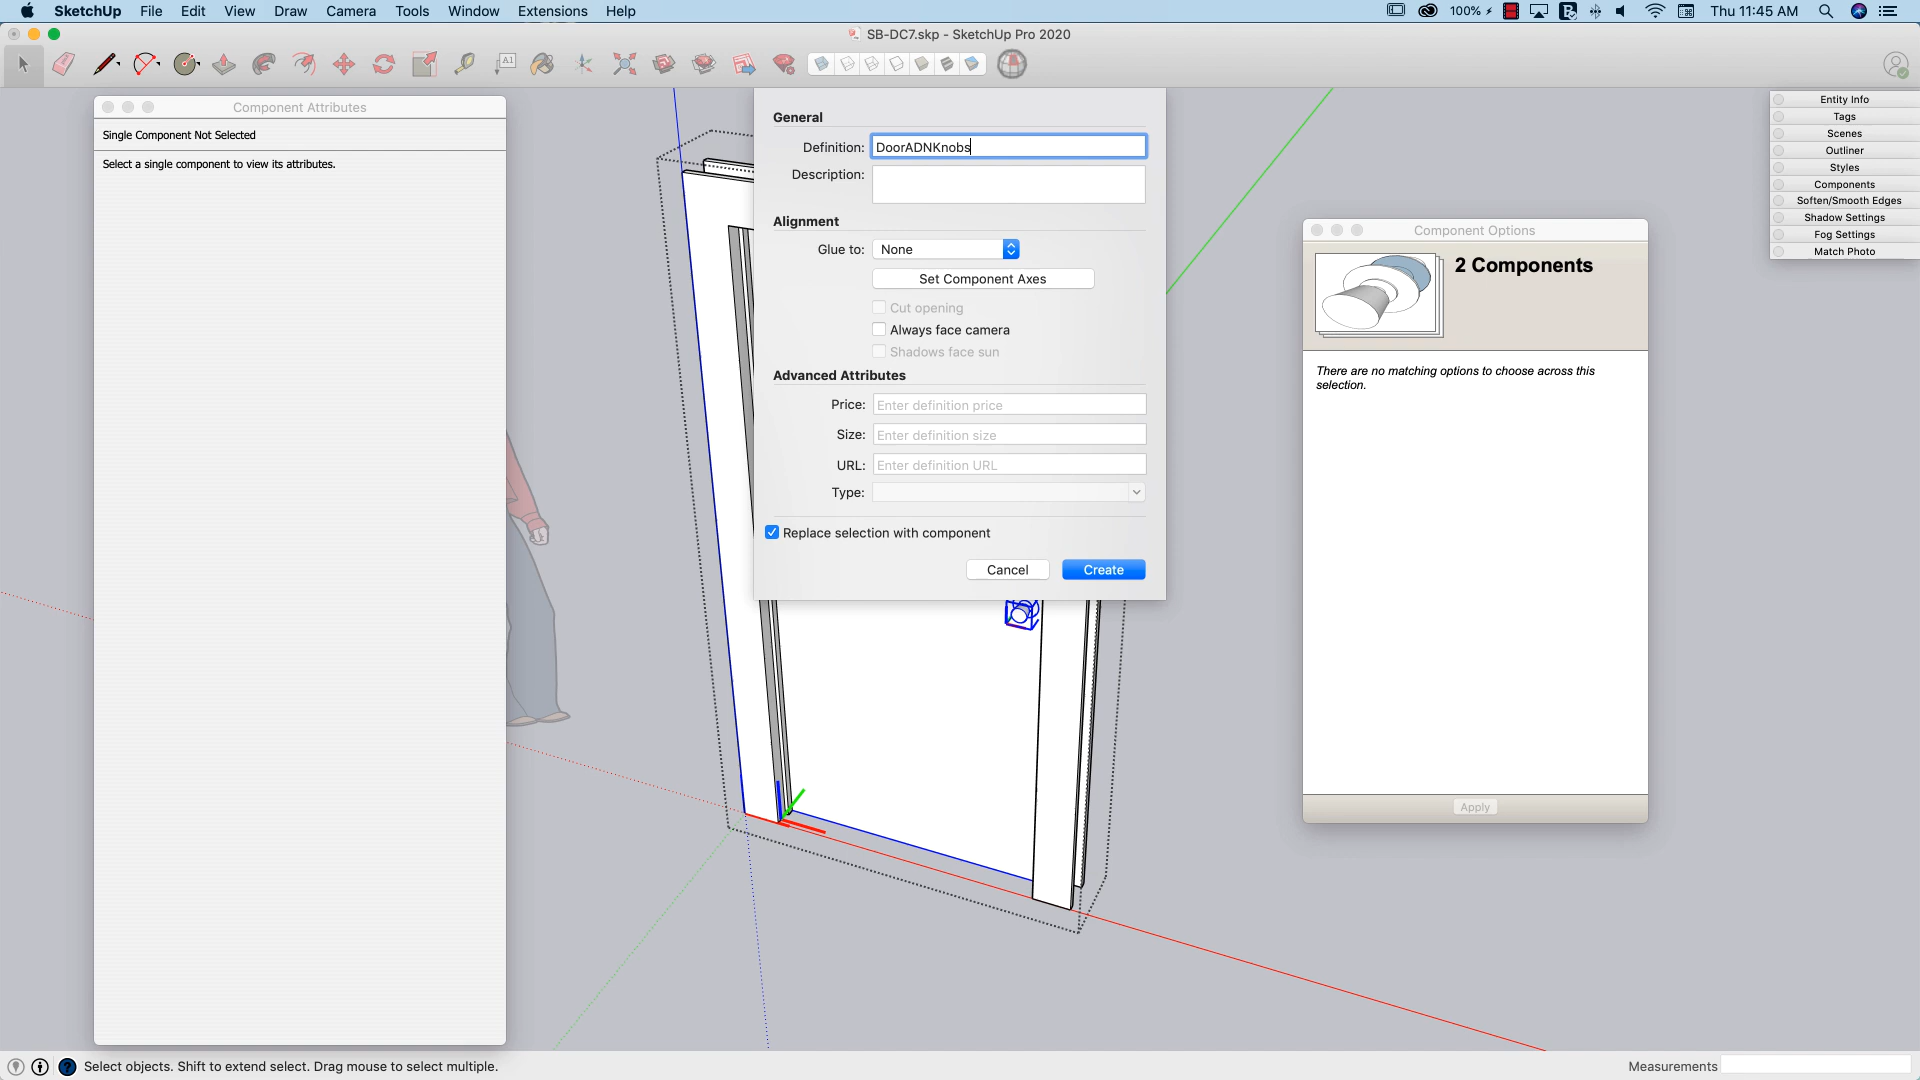 SketchUp File Edit View Draw Camera Tools Window Extensions Help 100% Thu 11:45 AM
SB-DC7.skp - SketchUp Pro 2020
A1
Component Attributes
Single Component Not Selected
Select a single component to view its attributes.
General
Definition: DoorADNKnobs
Description:
Alignment
Glue to: None
Set Component Axes
Cut opening
Always face camera
Shadows face sun
Advanced Attributes
Price: Enter definition price
Size: Enter definition size
URL: Enter definition URL
Type:
Replace selection with component
Cancel Create
Component Options
2 Components
There are no matching options to choose across this
selection.
Apply
Entity Info
Tags
Scenes
Outliner
Styles
Components
Soften/Smooth Edges
Shadow Settings
Fog Settings
Match Photo
Select objects. Shift to extend select. Drag mouse to select multiple.
Measurements